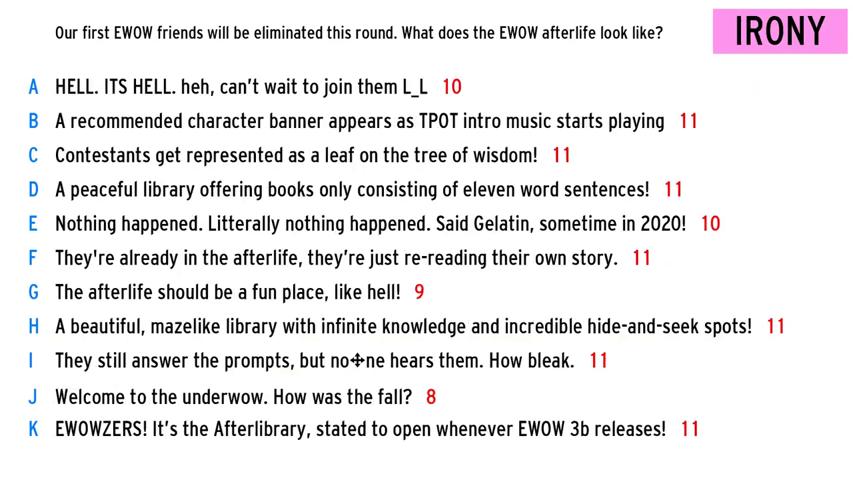 Our first EWOW friends will be eliminated this round. What does the EWOW afterlife look like?
IRONY
A HELL. ITS HELL. heh, can't wait to join them L_L 10
B A recommended character banner appears as TPOT intro music starts playing 11
C Contestants get represented as a leaf on the tree of wisdom! 11
D A peaceful library offering books only consisting of eleven word sentences! 11
E Nothing happened. Litterally nothing happened. Said Gelatin, sometime in 2020! 10
F They're already in the afterlife, they're just re-reading their own story. 11
G The afterlife should be a fun place, like hell! 9
H A beautiful, mazelike library with infinite knowledge and incredible hide-and-seek spots! 11
I They still answer the prompts, but no✢ne hears them. How bleak. 11
J Welcome to the underwow. How was the fall? 8
K EWOWZERS! It's the Afterlibrary, stated to open whenever EWOW 3b releases! 11